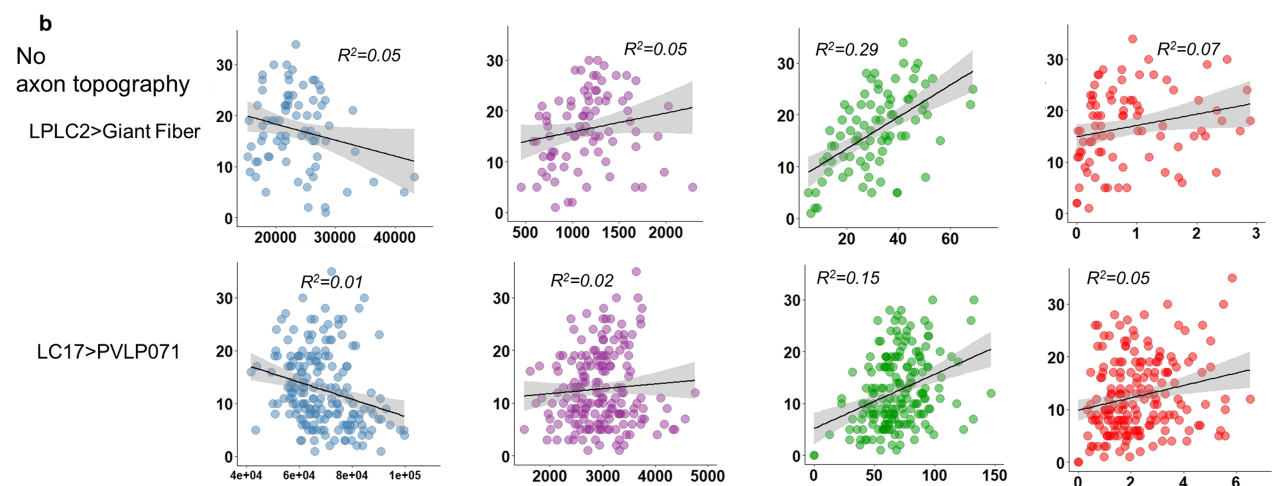 b
No
axon topography
LPLC2>Giant Fiber
R²=0.05
30
20
10
0
20000 30000 40000
R²=0.05
30
20
10
0
500 1000 1500 2000
R²=0.29
30
20
10
0
20 40 60
R²=0.07
30
20
10
0
0 1 2 3
LC17>PVLP071
R²=0.01
30
20
10
0
4e+04 6e+04 8e+04 1e+05
R²=0.02
30
20
10
0
2000 3000 4000 5000
R²=0.15
30
20
10
0
0 50 100 150
R²=0.05
30
20
10
0
0 2 4 6